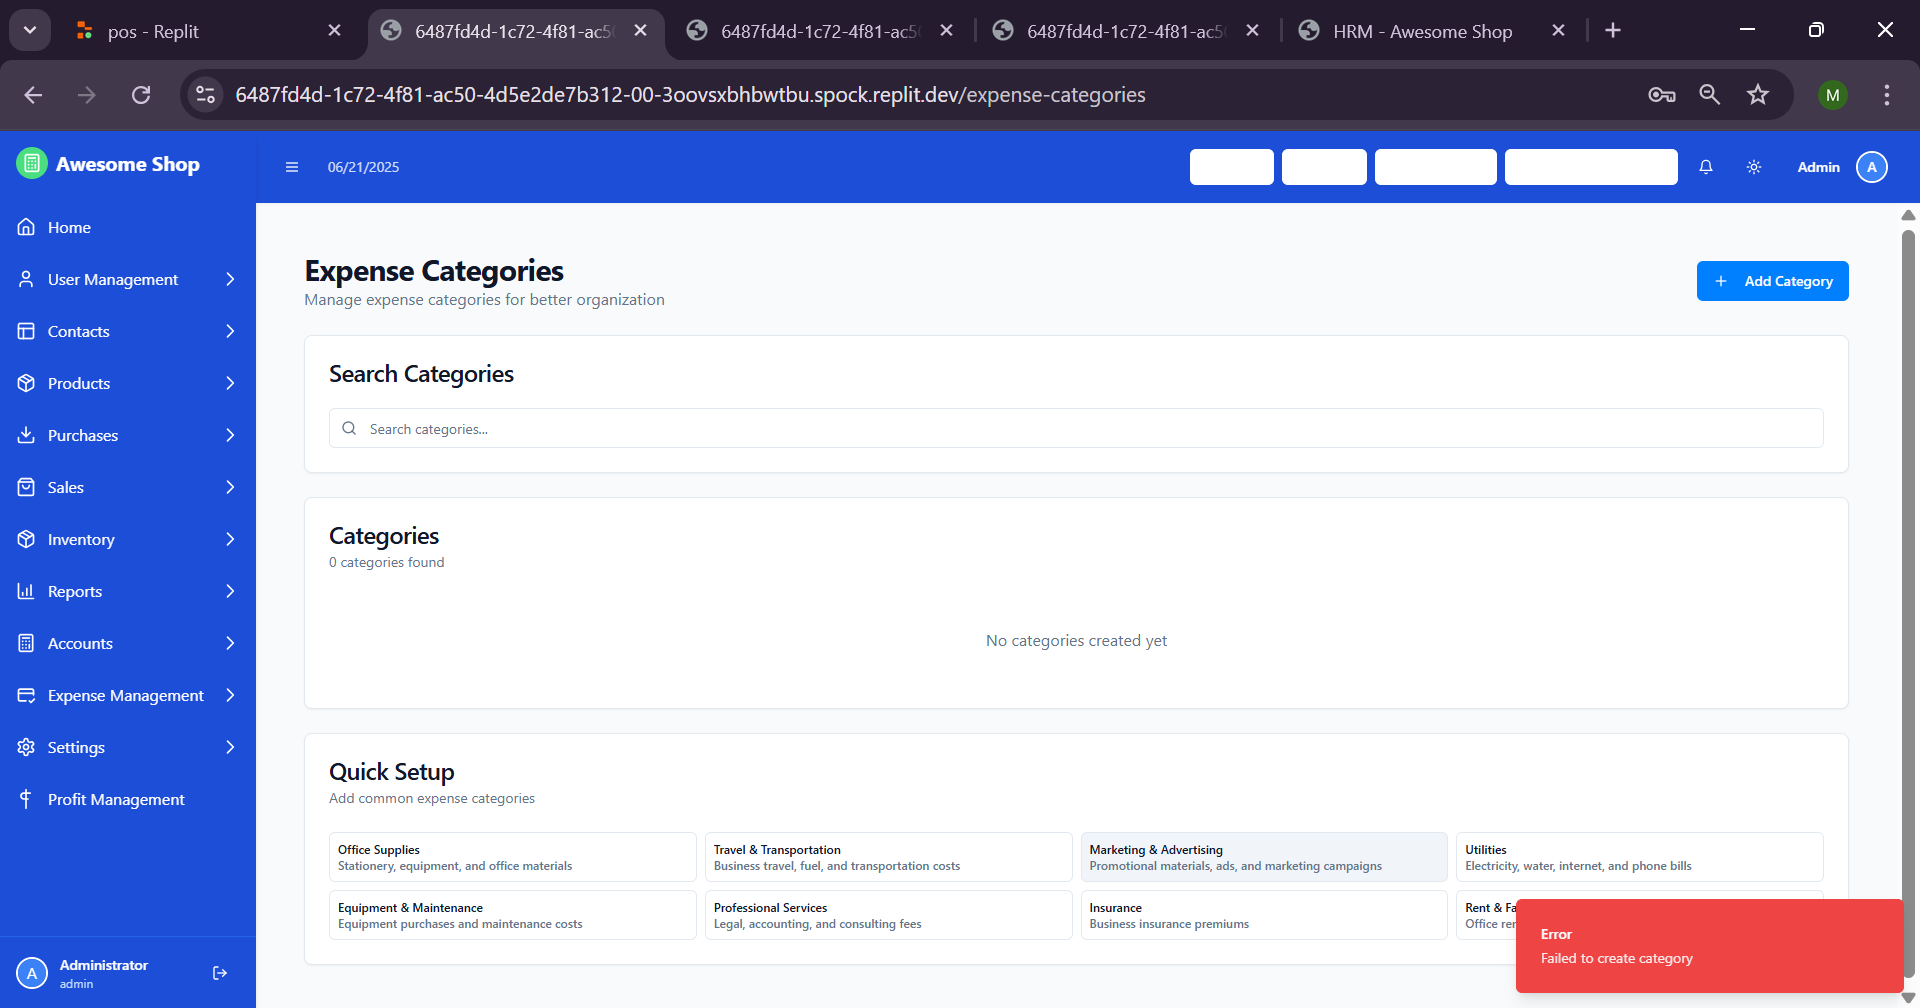 pos - Replit
6487fd4d-1c72-4f81-ac50
6487fd4d-1c72-4f81-ac50
6487fd4d-1c72-4f81-ac50
HRM - Awesome Shop
6487fd4d-1c72-4f81-ac50-4d5e2de7b312-00-3oovsxbhbwtbu.spock.replit.dev/expense-categories
M
Awesome Shop
06/21/2025
Admin
A
Home
User Management
Contacts
Products
Purchases
Sales
Inventory
Reports
Accounts
Expense Management
Settings
Profit Management
A
Administrator
admin
Expense Categories
Manage expense categories for better organization
Add Category
Search Categories
Search categories...
Categories
0 categories found
No categories created yet
Quick Setup
Add common expense categories
Office Supplies
Stationery, equipment, and office materials
Travel & Transportation
Business travel, fuel, and transportation costs
Marketing & Advertising
Promotional materials, ads, and marketing campaigns
Utilities
Electricity, water, internet, and phone bills
Equipment & Maintenance
Equipment purchases and maintenance costs
Professional Services
Legal, accounting, and consulting fees
Insurance
Business insurance premiums
Rent & Fa
Office ren
Error
Failed to create category